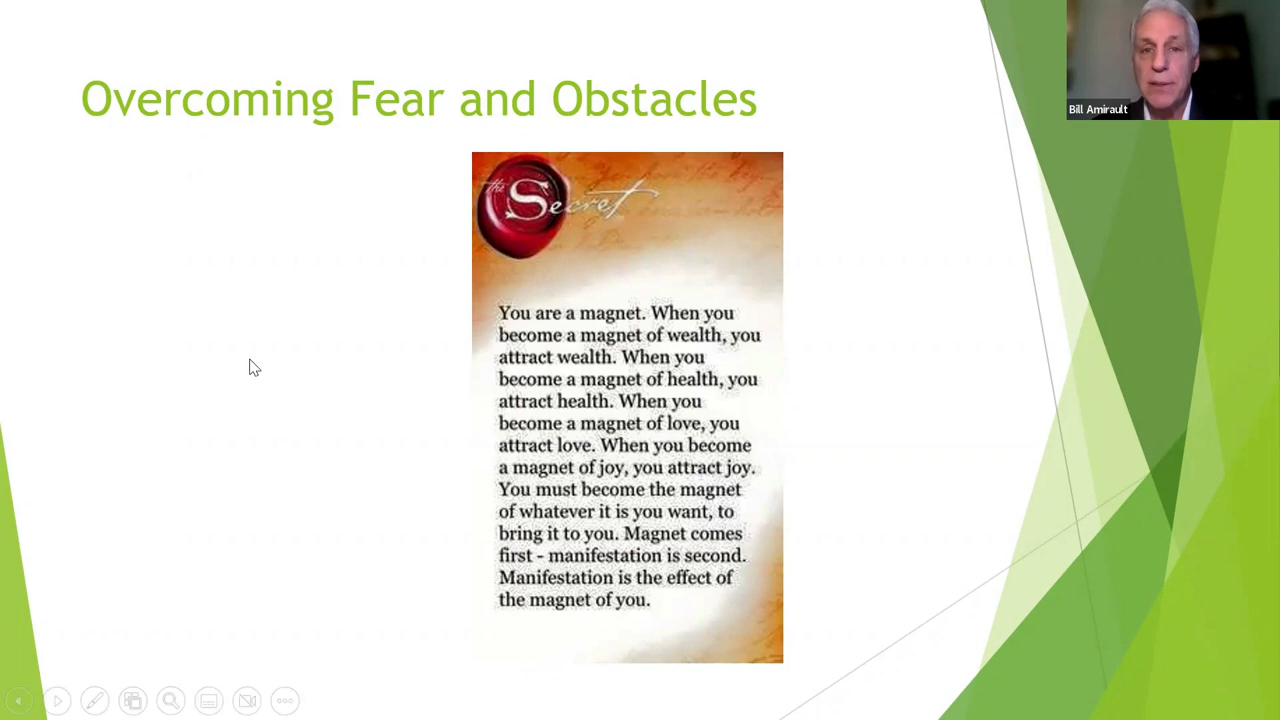 Overcoming Fear and Obstacles
Bill Amirault
the Secret
You are a magnet. When you
become a magnet of wealth, you
attract wealth. When you
become a magnet of health, you
attract health. When you
become a magnet of love, you
attract love. When you become
a magnet of joy, you attract joy.
You must become the magnet
of whatever it is you want, to
bring it to you. Magnet comes
first - manifestation is second.
Manifestation is the effect of
the magnet of you.